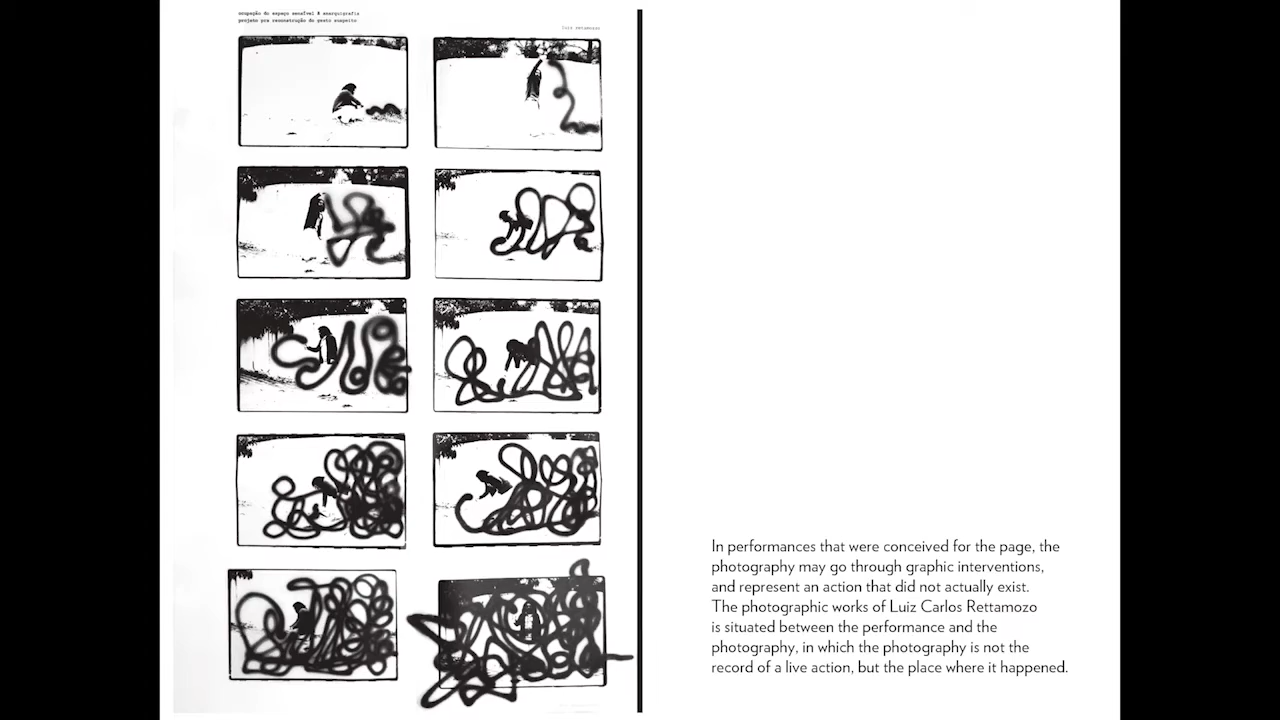 ocupação do espaço sensível & anarquigrafia
projeto pra reconstrução do gesto suspeito
luiz rettamozo
In performances that were conceived for the page, the
photography may go through graphic interventions,
and represent an action that did not actually exist.
The photographic works of Luiz Carlos Rettamozo
is situated between the performance and the
photography, in which the photography is not the
record of a live action, but the place where it happened.